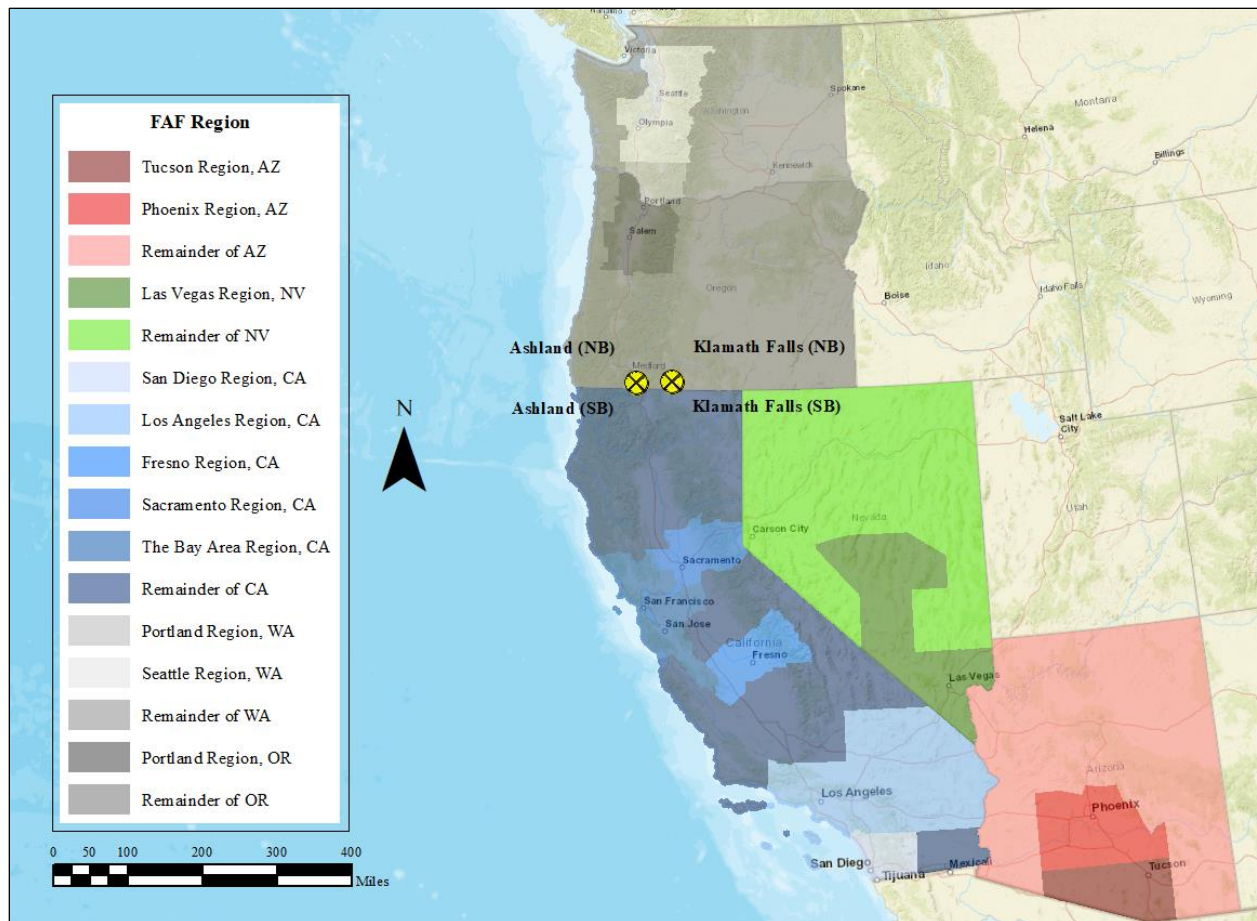 FAF Region
Tucson Region, AZ
Phoenix Region, AZ
Remainder of AZ
Las Vegas Region, NV
Remainder of NV
San Diego Region, CA
Los Angeles Region, CA
Fresno Region, CA
Sacramento Region, CA
The Bay Area Region, CA
Remainder of CA
Portland Region, WA
Seattle Region, WA
Remainder of WA
Portland Region, OR
Remainder of OR
0 50 100 200 300 400
Miles
N
Victoria
Seattle
Washington
Spokane
Olympia
Kennewick
Montana
Helena
Billings
Portland
Salem
Oregon
Idaho
Boise
Idaho Falls
Wyoming
Ashland (NB)
Klamath Falls (NB)
Medford
Ashland (SB)
Klamath Falls (SB)
Salt Lake
City
Utah
Nevada
Carson City
Sacramento
San Francisco
San Jose
California
Fresno
Las Vegas
Los Angeles
Arizona
Phoenix
San Diego
Tijuana
Mexicali
Tucson